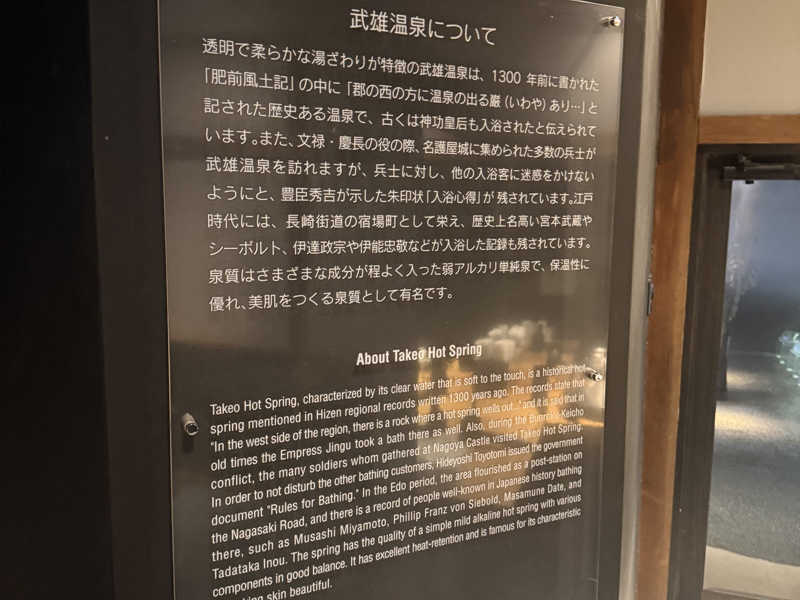 武雄温泉について
透明で柔らかな湯ざわりが特徴の武雄温泉は、1300 年前に書かれた
「肥前風土記」の中に「郡の西の方に温泉の出る巌（いわや）あり…」と
記された歴史ある温泉で、古くは神功皇后も入浴されたと伝えられて
います。また、文禄・慶長の役の際、名護屋城に集められた多数の兵士が
武雄温泉を訪れますが、兵士に対し、他の入浴客に迷惑をかけない
ようにと、豊臣秀吉が示した朱印状「入浴心得」が 残されています。江戸
時代には、長崎街道の宿場町として栄え、歴史上名高い宮本武蔵や
シーボルト、伊達政宗や伊能忠敬などが入浴した記録も残されています。
泉質はさまざまな成分が程よく入った弱アルカリ単純泉で、保温性に
優れ、美肌をつくる泉質として有名です。
About Takeo Hot Spring
Takeo Hot Spring, characterized by its clear water that is soft to the touch, is a historical hot
spring mentioned in Hizen regional records written 1300 years ago. The records state that
"In the west side of the region, there is a rock where a hot spring wells out..." and it is said that in
old times the Empress Jingu took a bath there as well. Also, during the Bunroku-Keicho
conflict, the many soldiers whom gathered at Nagoya Castle visited Takeo Hot Spring.
In order to not disturb the other bathing customers, Hideyoshi Toyotomi issued the government
document "Rules for Bathing." In the Edo period, the area flourished as a post-station on
the Nagasaki Road, and there is a record of people well-known in Japanese history bathing
there, such as Musashi Miyamoto, Phillip Franz von Siebold, Masamune Date, and
Tadataka Inou. The spring has the quality of a simple mild alkaline hot spring with various
components in good balance. It has excellent heat-retention and is famous for its characteristic
skin beautiful.